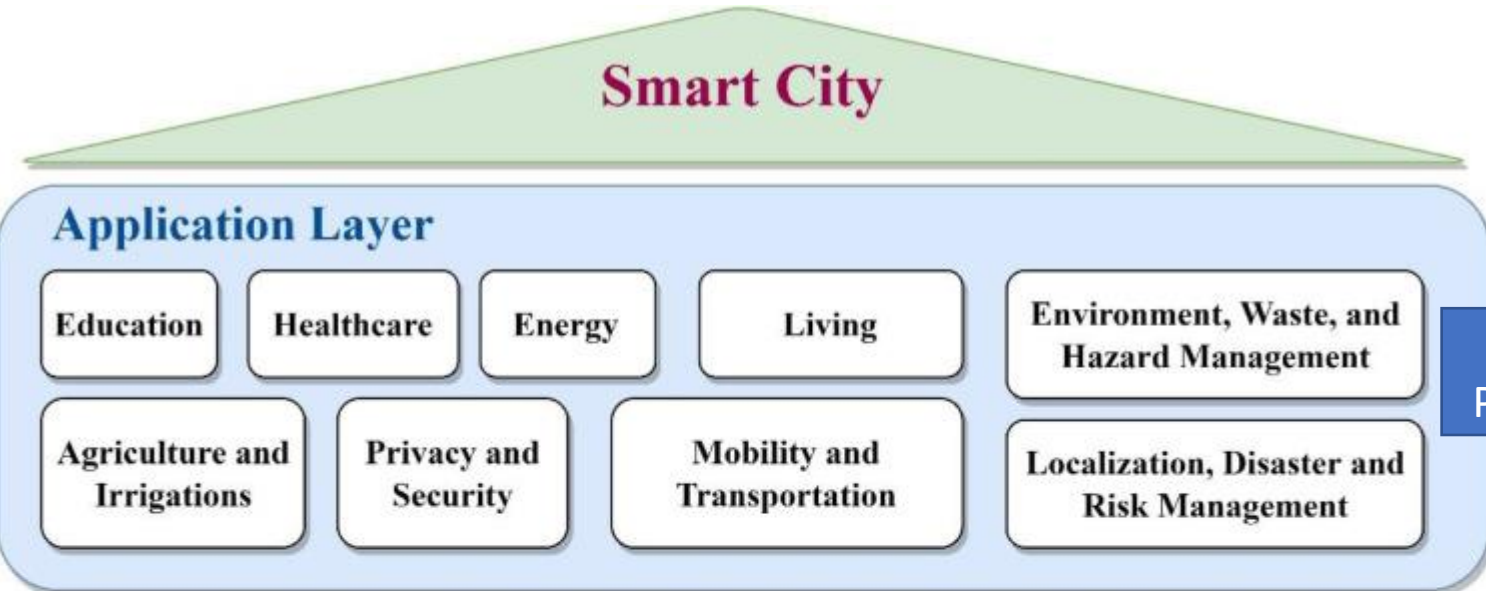 Smart City
Application Layer
Education
Healthcare
Energy
Living
Environment, Waste, and
Hazard Management
Agriculture and
Irrigations
Privacy and
Security
Mobility and
Transportation
Localization, Disaster and
Risk Management